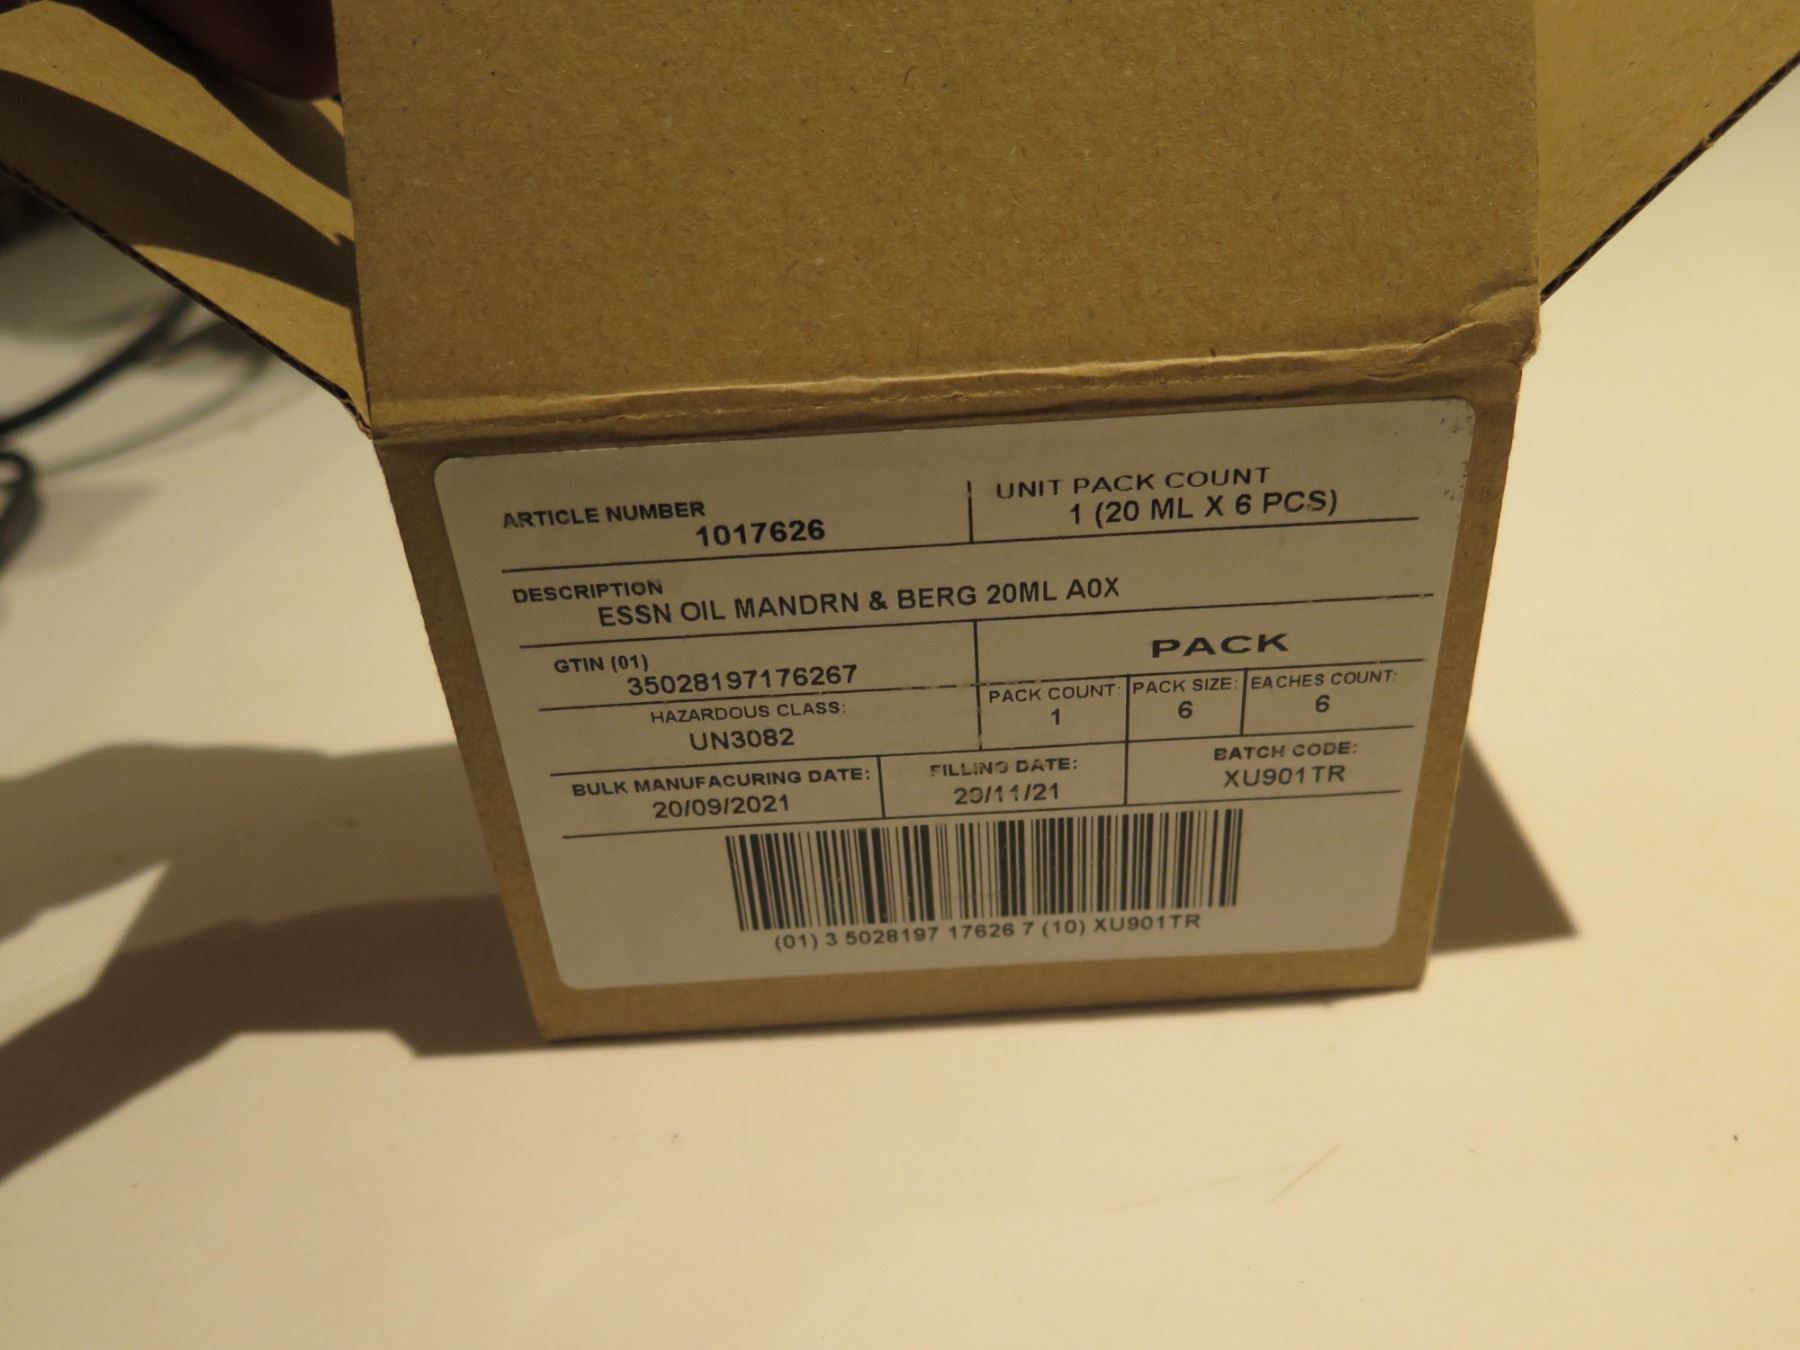 ARTICLE NUMBER
1017626
UNIT PACK COUNT
1 (20 ML X 6 PCS)
DESCRIPTION
ESSN OIL MANDRN & BERG 20ML A0X
GTIN (01)
35028197176267
PACK
HAZARDOUS CLASS:
UN3082
PACK COUNT:
1
PACK SIZE:
6
EACHES COUNT:
6
BULK MANUFACURING DATE:
20/09/2021
FILLING DATE:
29/11/21
BATCH CODE:
XU901TR
(01) 3 5028197 17626 7 (10) XU901TR